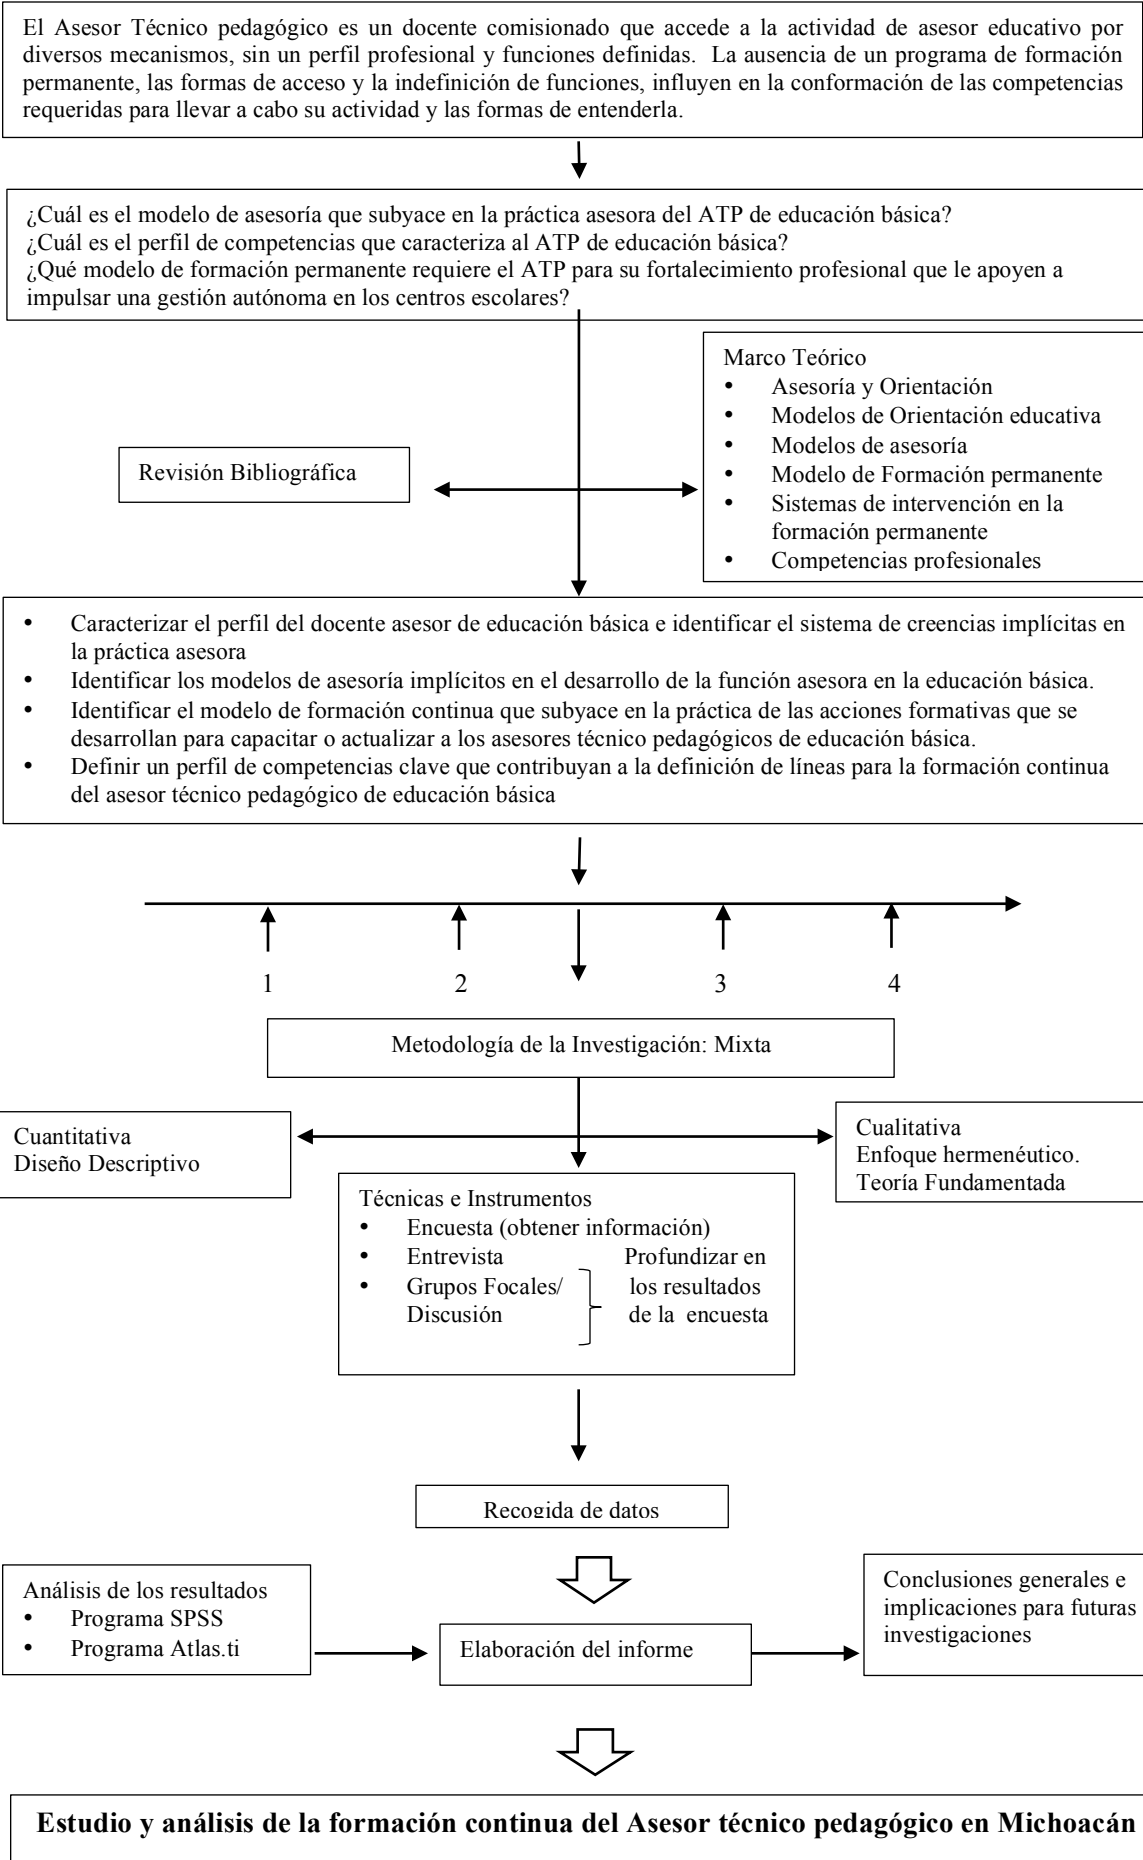 El Asesor Técnico pedagógico es un docente comisionado que accede a la actividad de asesor educativo por
diversos mecanismos, sin un perfil profesional y funciones definidas. La ausencia de un programa de formación
permanente, las formas de acceso y la indefinición de funciones, influyen en la conformación de las competencias
requeridas para llevar a cabo su actividad y las formas de entenderla.
¿Cuál es el modelo de asesoría que subyace en la práctica asesora del ATP de educación básica?
¿Cuál es el perfil de competencias que caracteriza al ATP de educación básica?
¿Qué modelo de formación permanente requiere el ATP para su fortalecimiento profesional que le apoyen a
impulsar una gestión autónoma en los centros escolares?
Revisión Bibliográfica
Marco Teórico
• Asesoría y Orientación
• Modelos de Orientación educativa
• Modelos de asesoría
• Modelo de Formación permanente
• Sistemas de intervención en la
formación permanente
• Competencias profesionales
• Caracterizar el perfil del docente asesor de educación básica e identificar el sistema de creencias implícitas en
la práctica asesora
• Identificar los modelos de asesoría implícitos en el desarrollo de la función asesora en la educación básica.
• Identificar el modelo de formación continua que subyace en la práctica de las acciones formativas que se
desarrollan para capacitar o actualizar a los asesores técnico pedagógicos de educación básica.
• Definir un perfil de competencias clave que contribuyan a la definición de líneas para la formación continua
del asesor técnico pedagógico de educación básica
1 2 3 4
Metodología de la Investigación: Mixta
Cuantitativa
Diseño Descriptivo
Cualitativa
Enfoque hermenéutico.
Teoría Fundamentada
Técnicas e Instrumentos
• Encuesta (obtener información)
• Entrevista Profundizar en
• Grupos Focales/ los resultados
Discusión de la encuesta
Recogida de datos
Análisis de los resultados
• Programa SPSS
• Programa Atlas.ti
Elaboración del informe
Conclusiones generales e
implicaciones para futuras
investigaciones
Estudio y análisis de la formación continua del Asesor técnico pedagógico en Michoacán